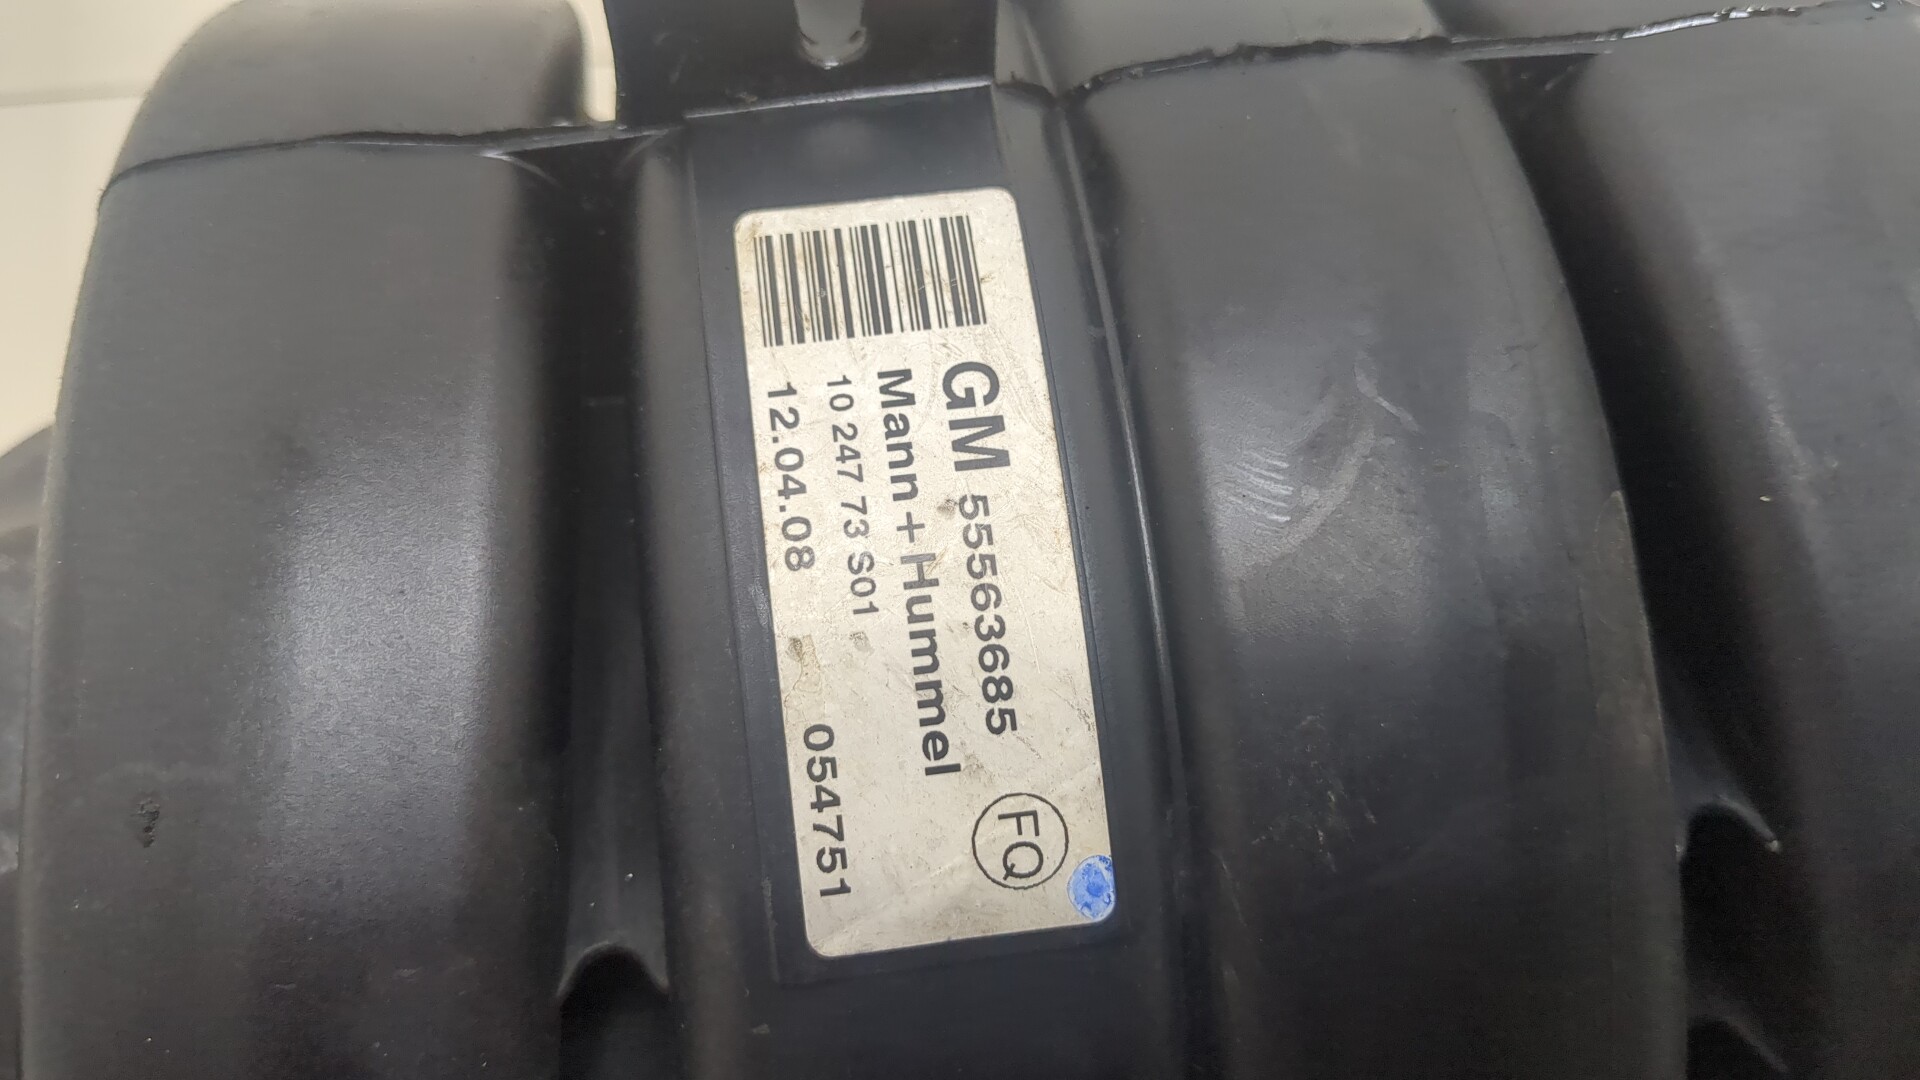 GM 55563685
Mann+Hummel
FQ
10 247 73 S01
12.04.08 054751